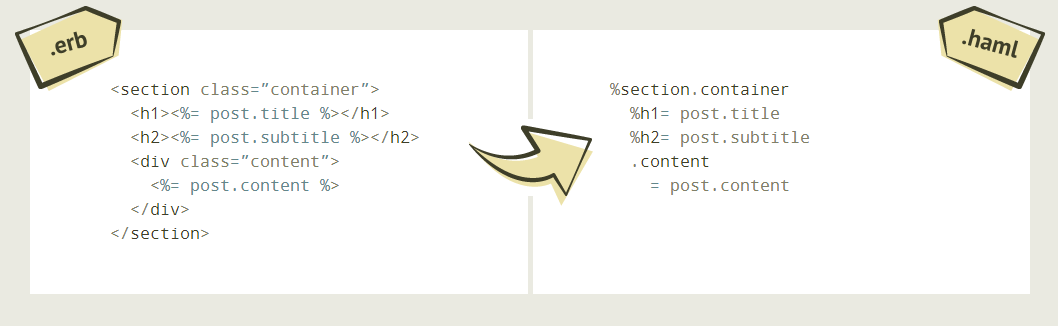 .erb
<section class=”container”>
<h1><%= post.title %></h1>
<h2><%= post.subtitle %></h2>
<div class=”content”>
<%= post.content %>
</div>
</section>
.haml
%section.container
%h1= post.title
%h2= post.subtitle
.content
= post.content